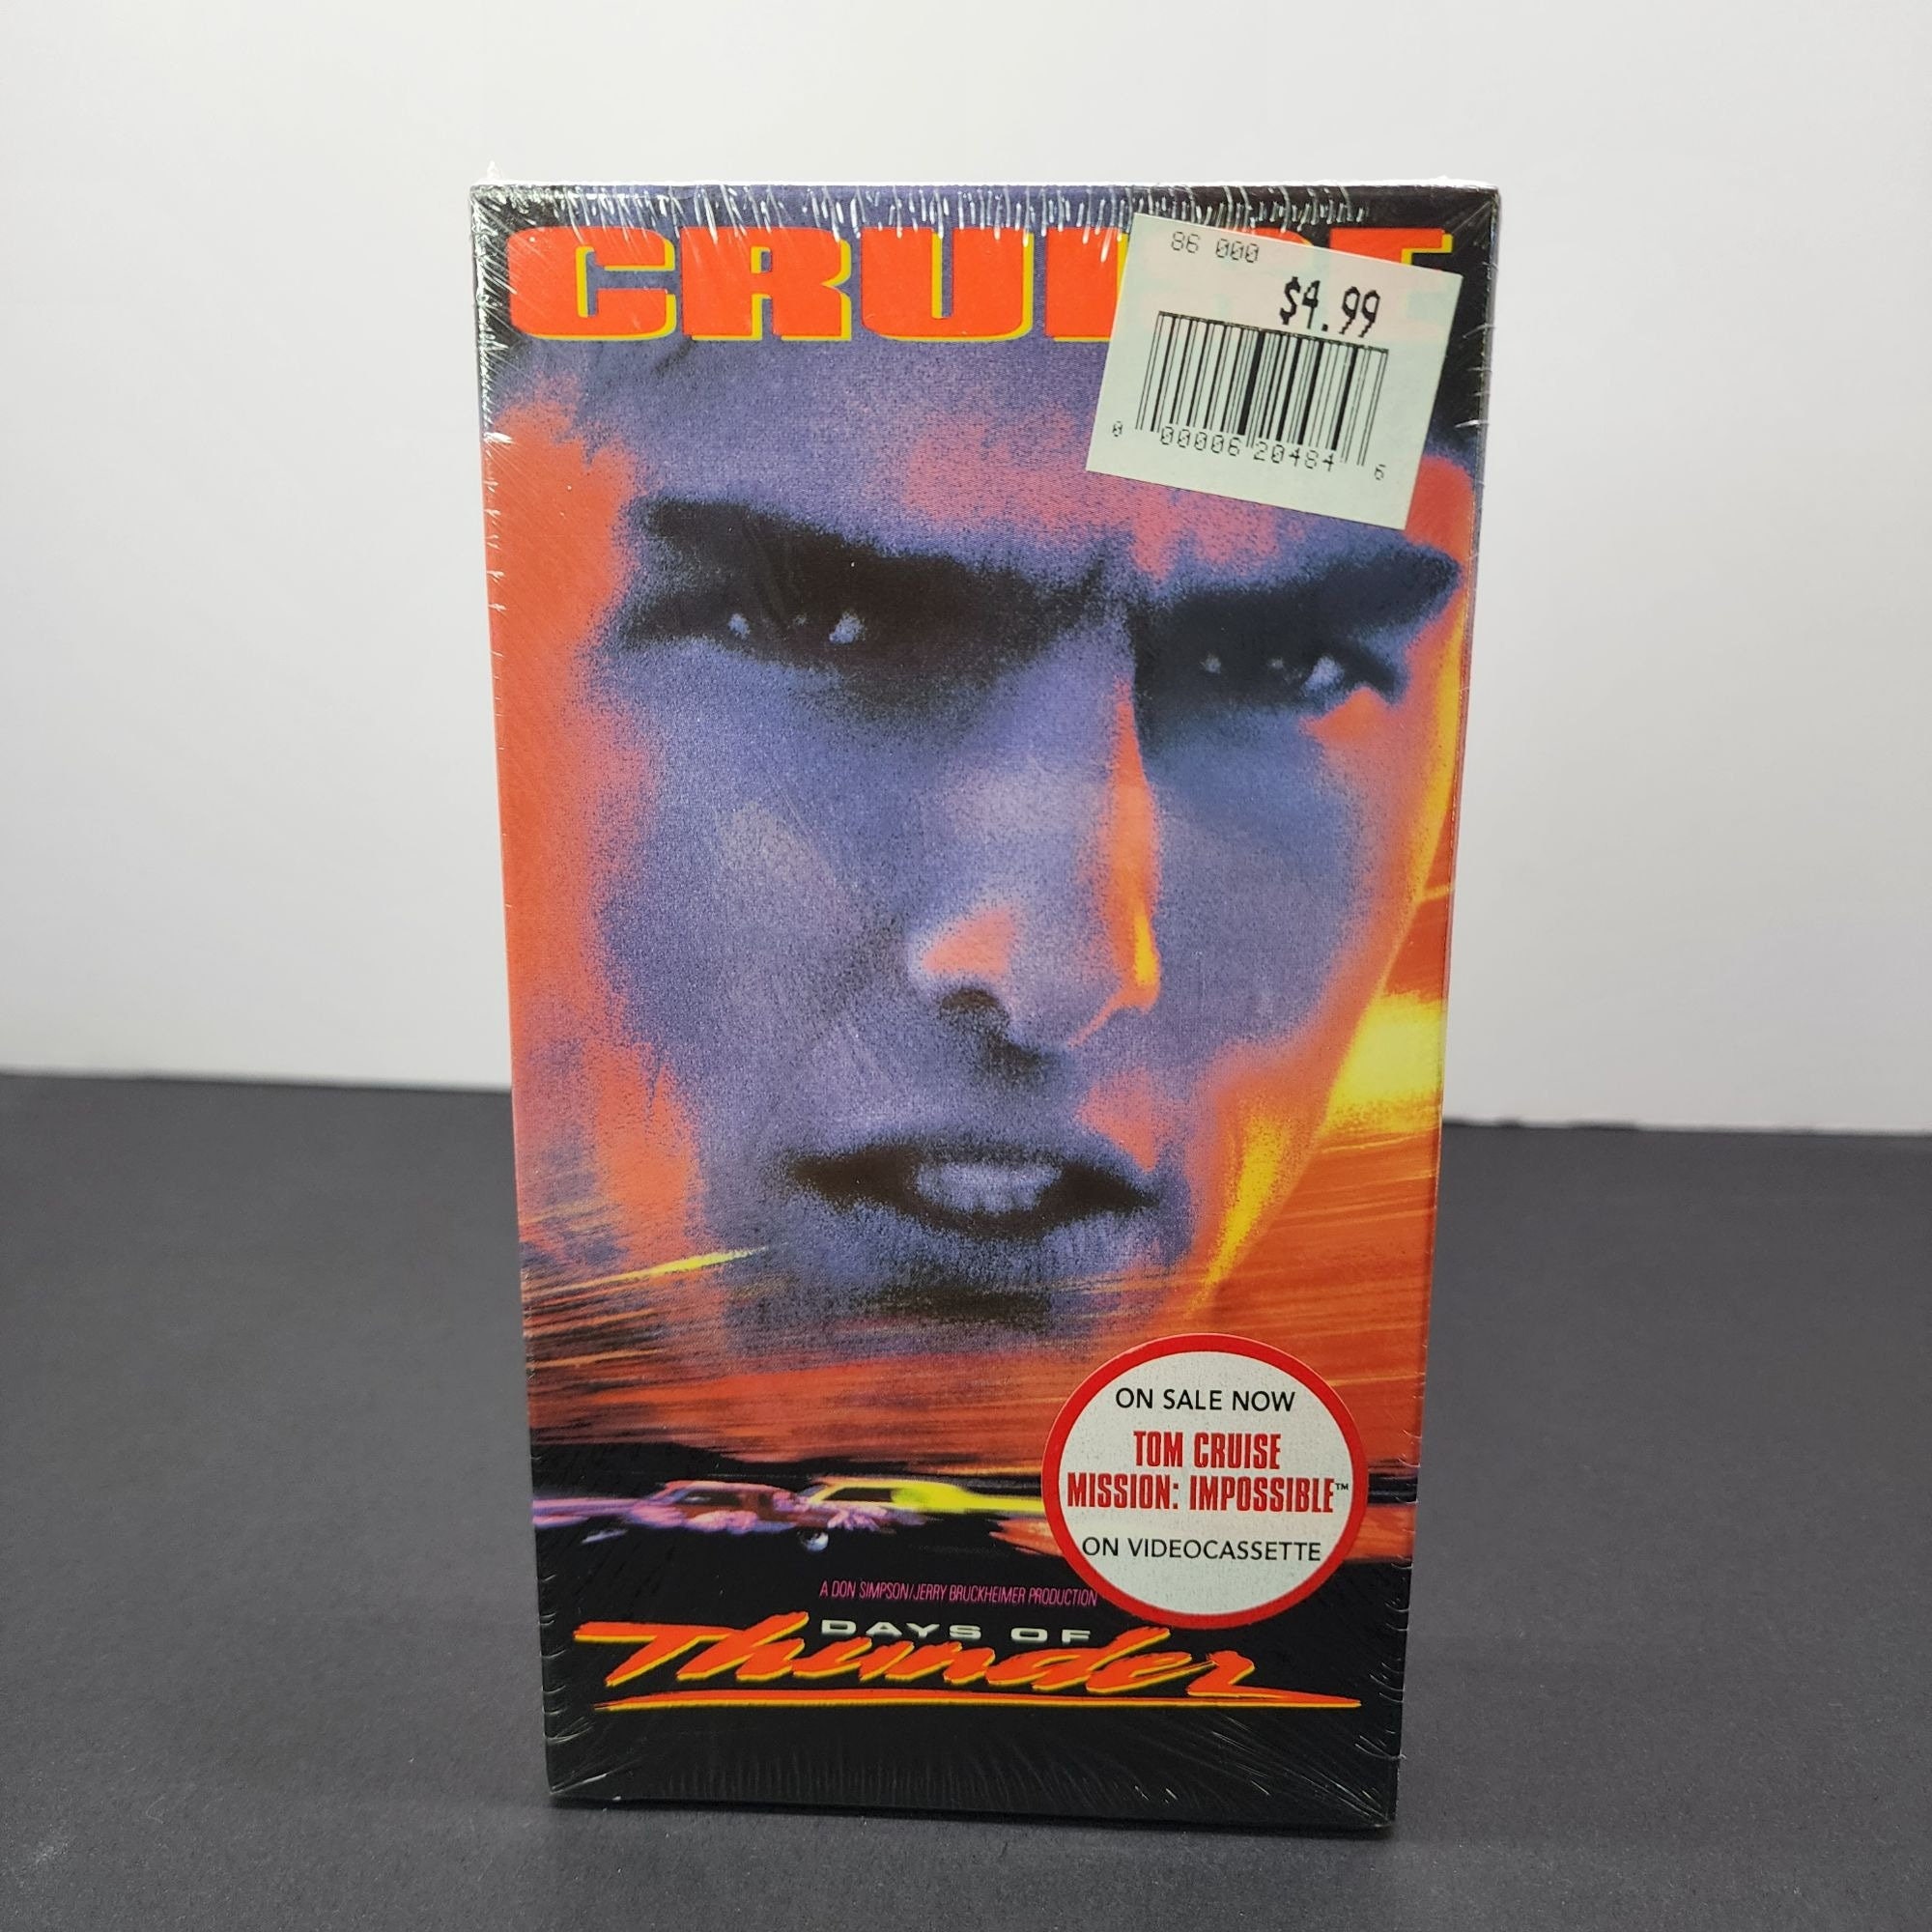 CRUISE
86 000
$4.99
0 00006 20484 6
ON SALE NOW
TOM CRUISE
MISSION: IMPOSSIBLE™
ON VIDEOCASSETTE
A DON SIMPSON/JERRY BRUCKHEIMER PRODUCTION
DAYS OF
Thunder